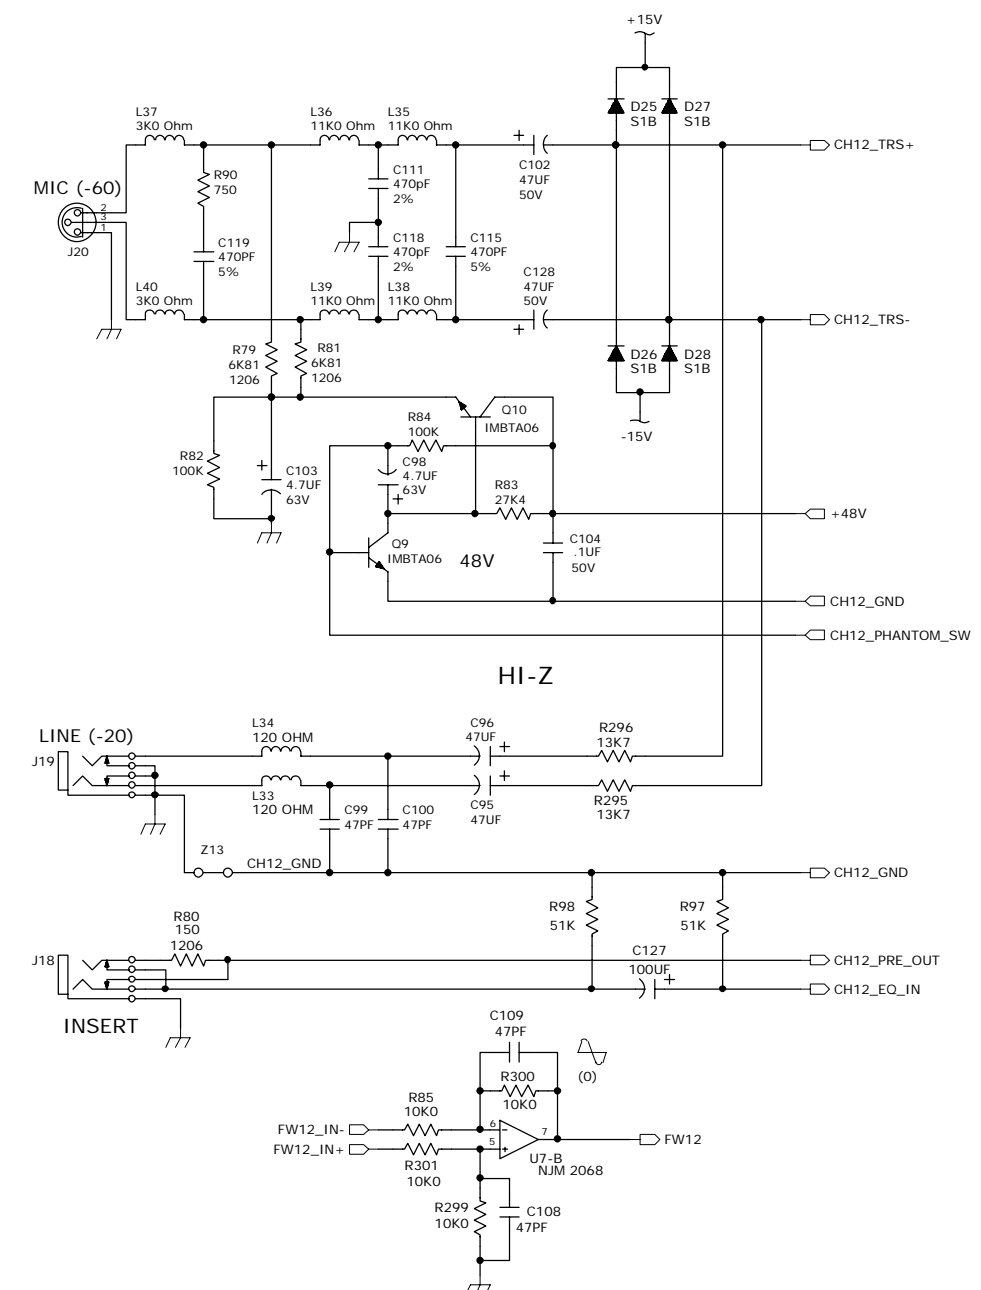 +15V
L37
3K0 Ohm
L36
11K0 Ohm
L35
11K0 Ohm
D25
S1B
D27
S1B
C102
47UF
50V
CH12_TRS+
R90
750
C111
470pF
2%
MIC (-60)
2
3
1
J20
C119
470PF
5%
C118
470pF
2%
C115
470PF
5%
C128
47UF
50V
L40
3K0 Ohm
L39
11K0 Ohm
L38
11K0 Ohm
CH12_TRS-
R79
6K81
1206
R81
6K81
1206
D26
S1B
D28
S1B
-15V
Q10
IMBTA06
R84
100K
R82
100K
C103
4.7UF
63V
C98
4.7UF
63V
R83
27K4
+48V
Q9
IMBTA06
48V
C104
.1UF
50V
CH12_GND
CH12_PHANTOM_SW
HI-Z
LINE (-20)
J19
L34
120 OHM
C96
47UF
R296
13K7
L33
120 OHM
C99
47PF
C100
47PF
C95
47UF
R295
13K7
Z13
CH12_GND
CH12_GND
R98
51K
R97
51K
R80
150
1206
J18
C127
100UF
CH12_PRE_OUT
CH12_EQ_IN
INSERT
C109
47PF
R300
10K0
(0)
R85
10K0
FW12_IN-
6
7
FW12
FW12_IN+
5
R301
10K0
U7-B
NJM 2068
R299
10K0
C108
47PF